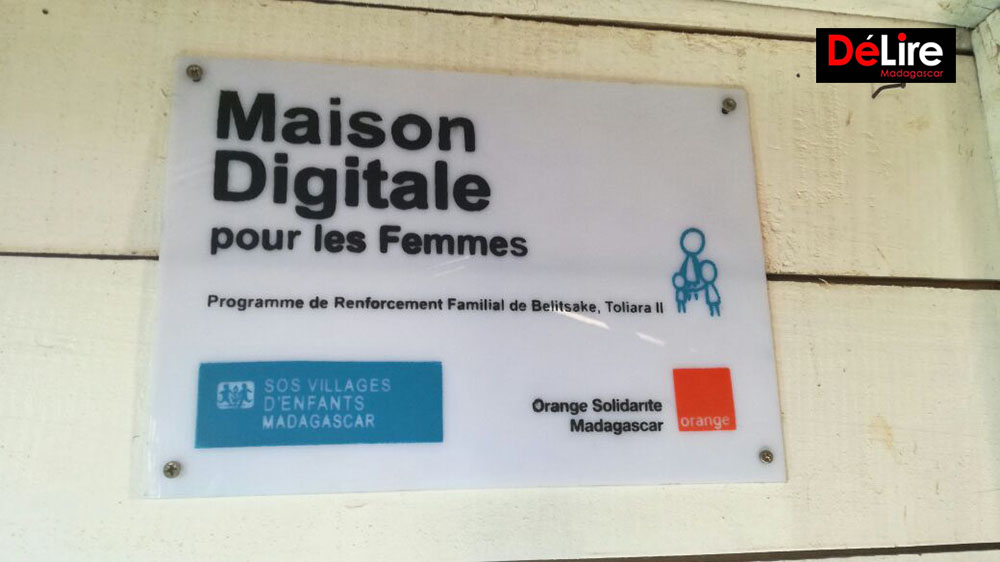 DéLire
Madagascar
Maison
Digitale
pour les Femmes
Programme de Renforcement Familial de Belitsake, Toliara II
SOS VILLAGES
D'ENFANTS
MADAGASCAR
Orange Solidarite
Madagascar
orange